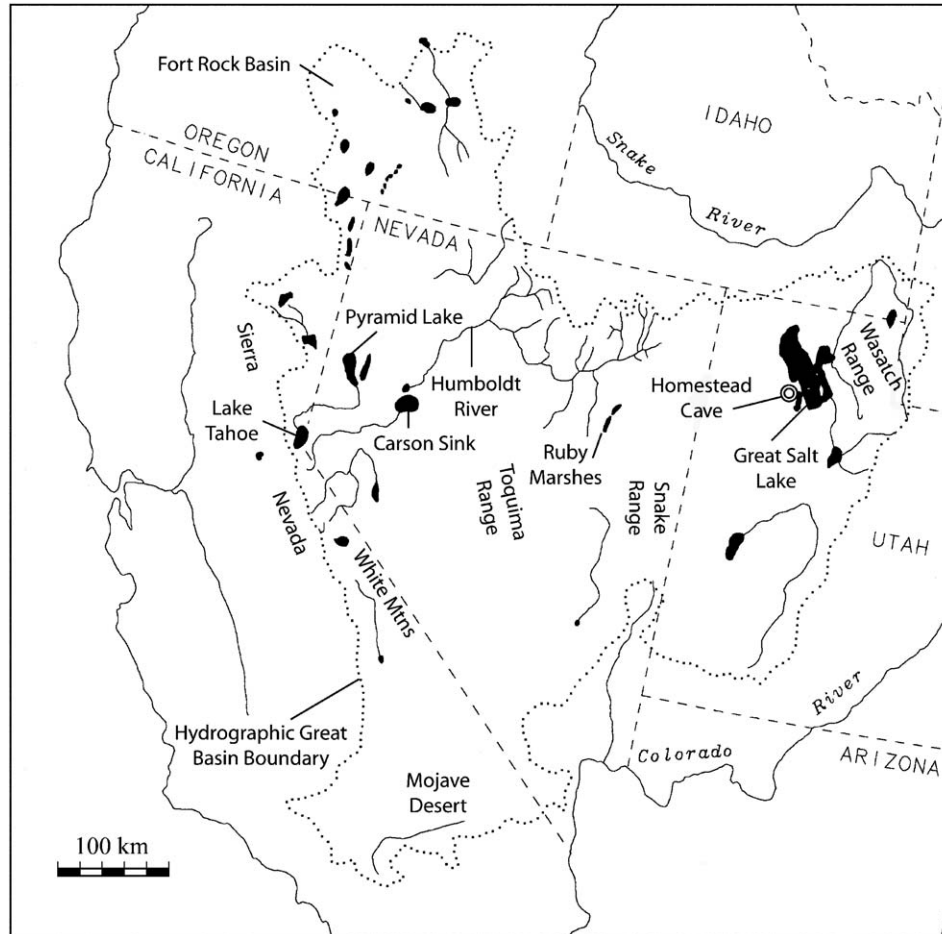 Fort Rock Basin
IDAHO
OREGON
CALIFORNIA
Snake
River
NEVADA
Sierra
Pyramid Lake
Wasatch
Range
Humboldt
River
Homestead
Cave
Lake
Tahoe
Carson Sink
Ruby
Marshes
Great Salt
Lake
Toquima
Range
Snake
Range
Nevada
UTAH
White Mtns
River
Hydrographic Great
Basin Boundary
Colorado
ARIZONA
Mojave
Desert
100 km